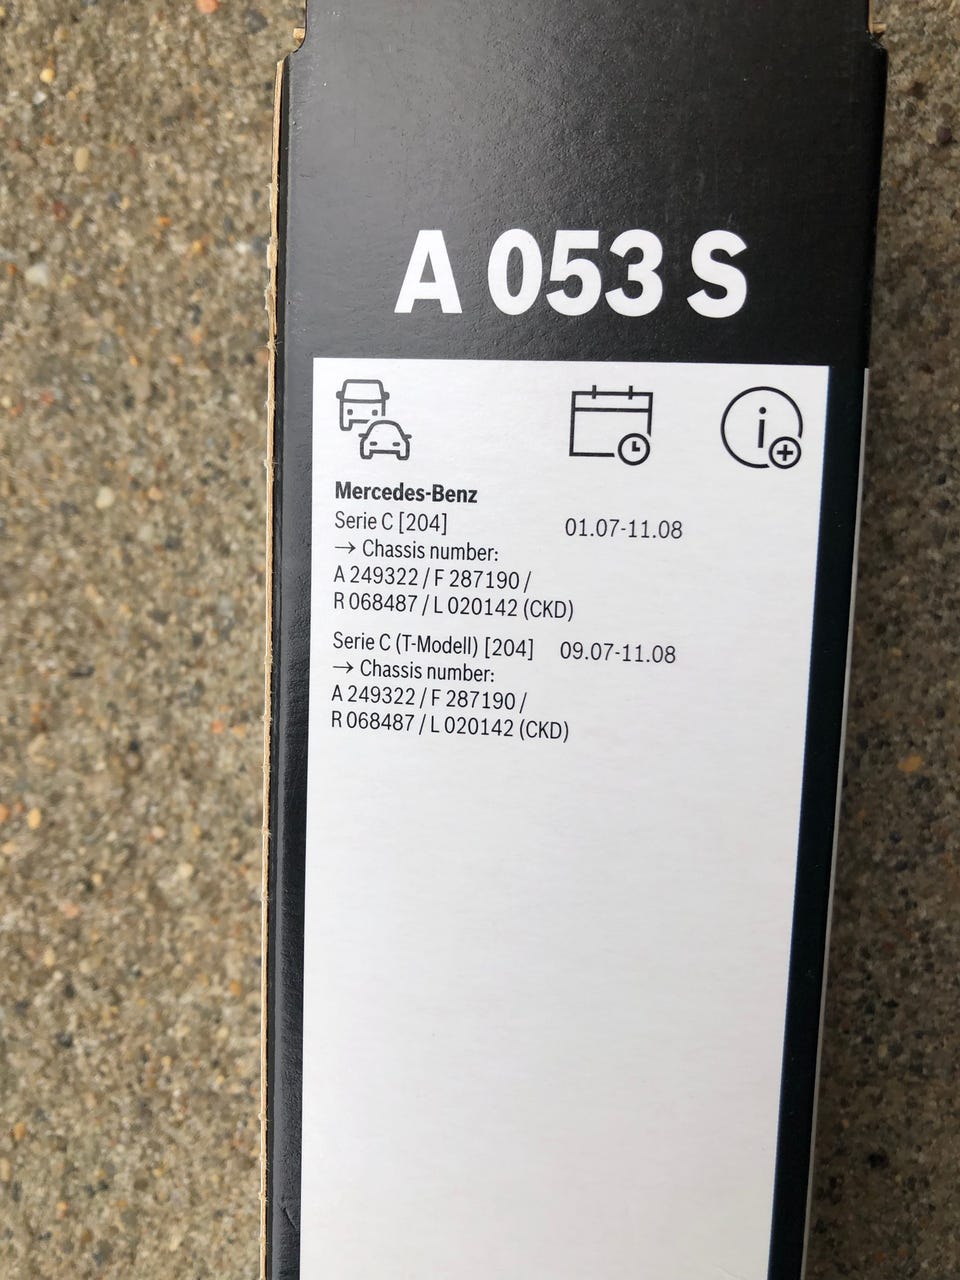 A 053 S
Mercedes-Benz
Serie C [204] 01.07-11.08
→ Chassis number:
A 249322 / F 287190 /
R 068487 / L 020142 (CKD)
Serie C (T-Modell) [204] 09.07-11.08
→ Chassis number:
A 249322 / F 287190 /
R 068487 / L 020142 (CKD)